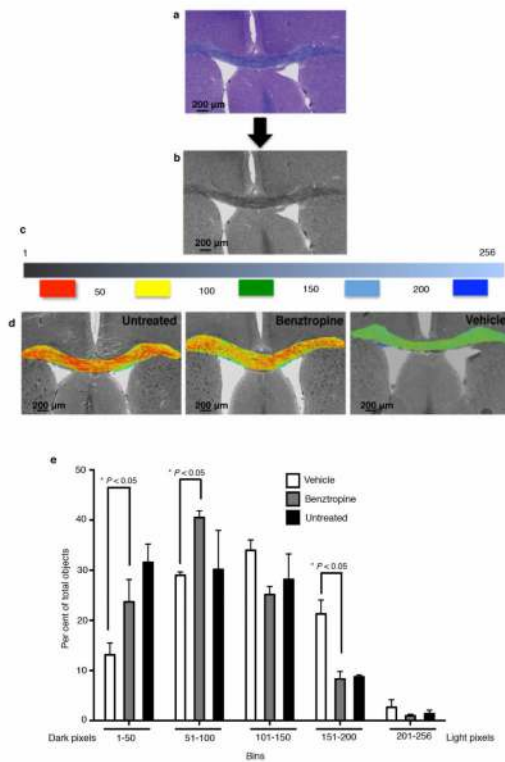 a
200 µm
b
200 µm
c
1 256
50 100 150 200
d
Untreated
200 µm
Benztropine
200 µm
Vehicle
200 µm
e
* P < 0.05
* P < 0.05
* P < 0.05
Vehicle
Benztropine
Untreated
Per cent of total objects
50
40
30
20
10
0
Dark pixels 1-50 51-100 101-150 151-200 201-256 Light pixels
Bins